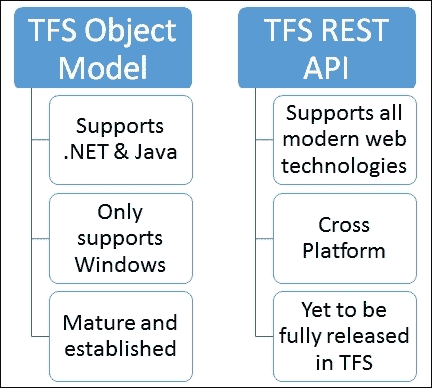 TFS Object
Model
Supports
.NET & Java
Only
supports
Windows
Mature and
established
TFS REST
API
Supports all
modern web
technologies
Cross
Platform
Yet to be
fully released
in TFS